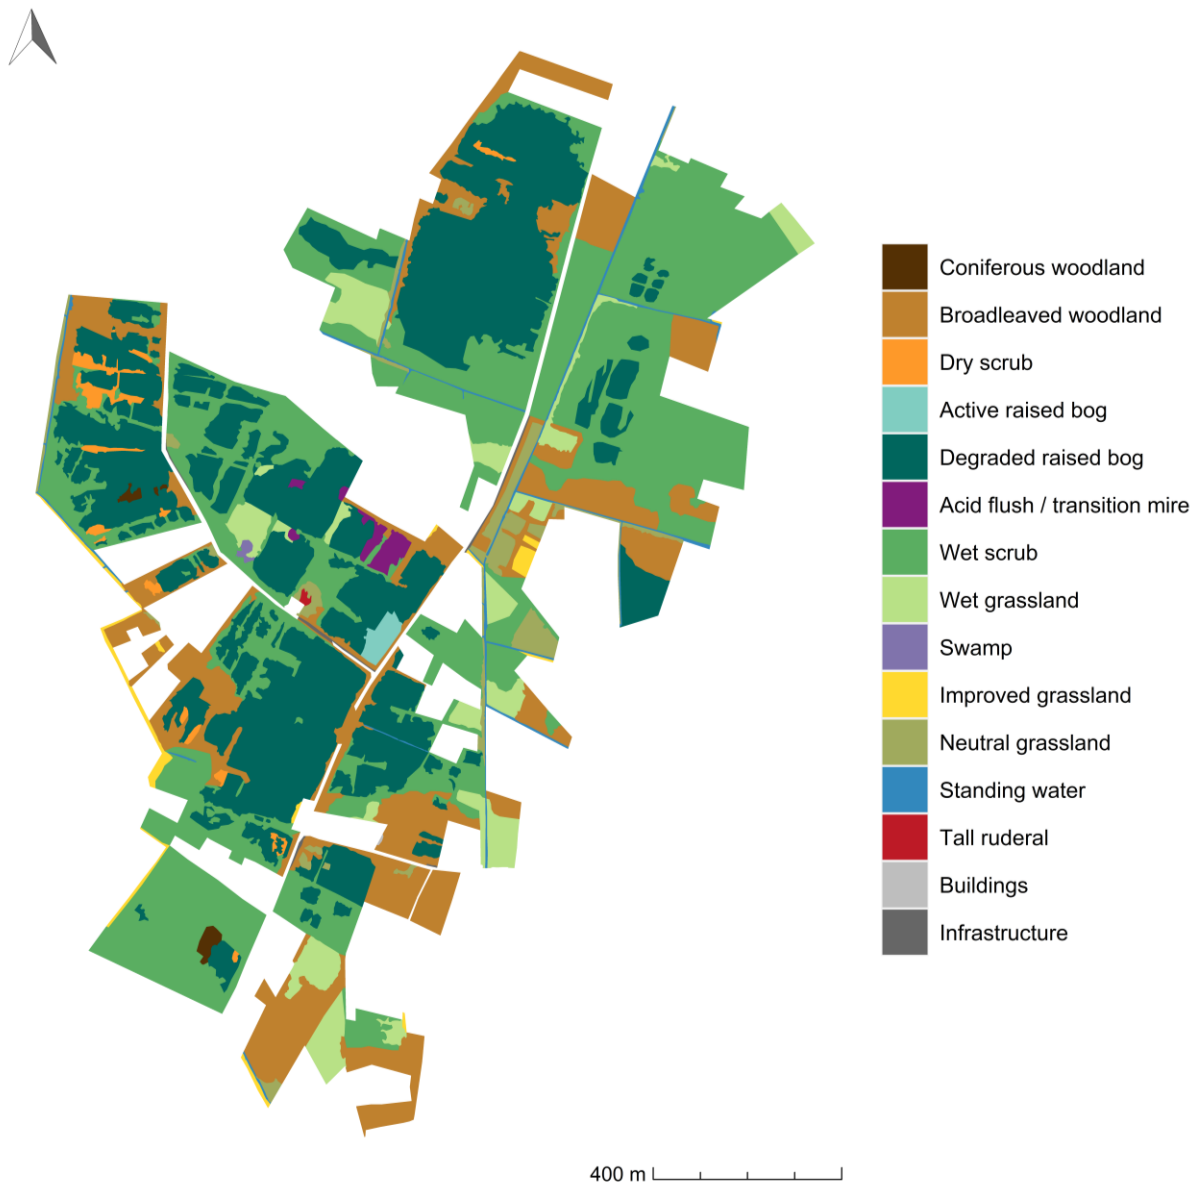 Coniferous woodland
Broadleaved woodland
Dry scrub
Active raised bog
Degraded raised bog
Acid flush / transition mire
Wet scrub
Wet grassland
Swamp
Improved grassland
Neutral grassland
Standing water
Tall ruderal
Buildings
Infrastructure
400 m